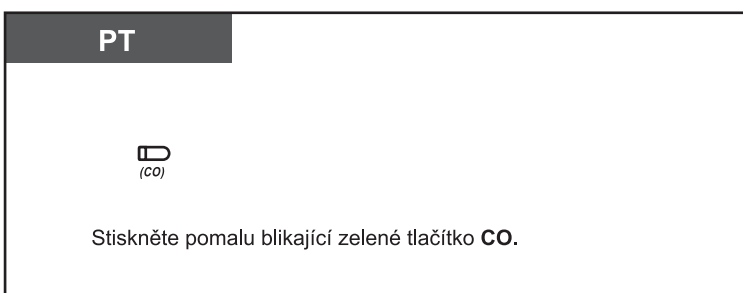 PT
(CO)
Stiskněte pomalu blikající zelené tlačítko CO.